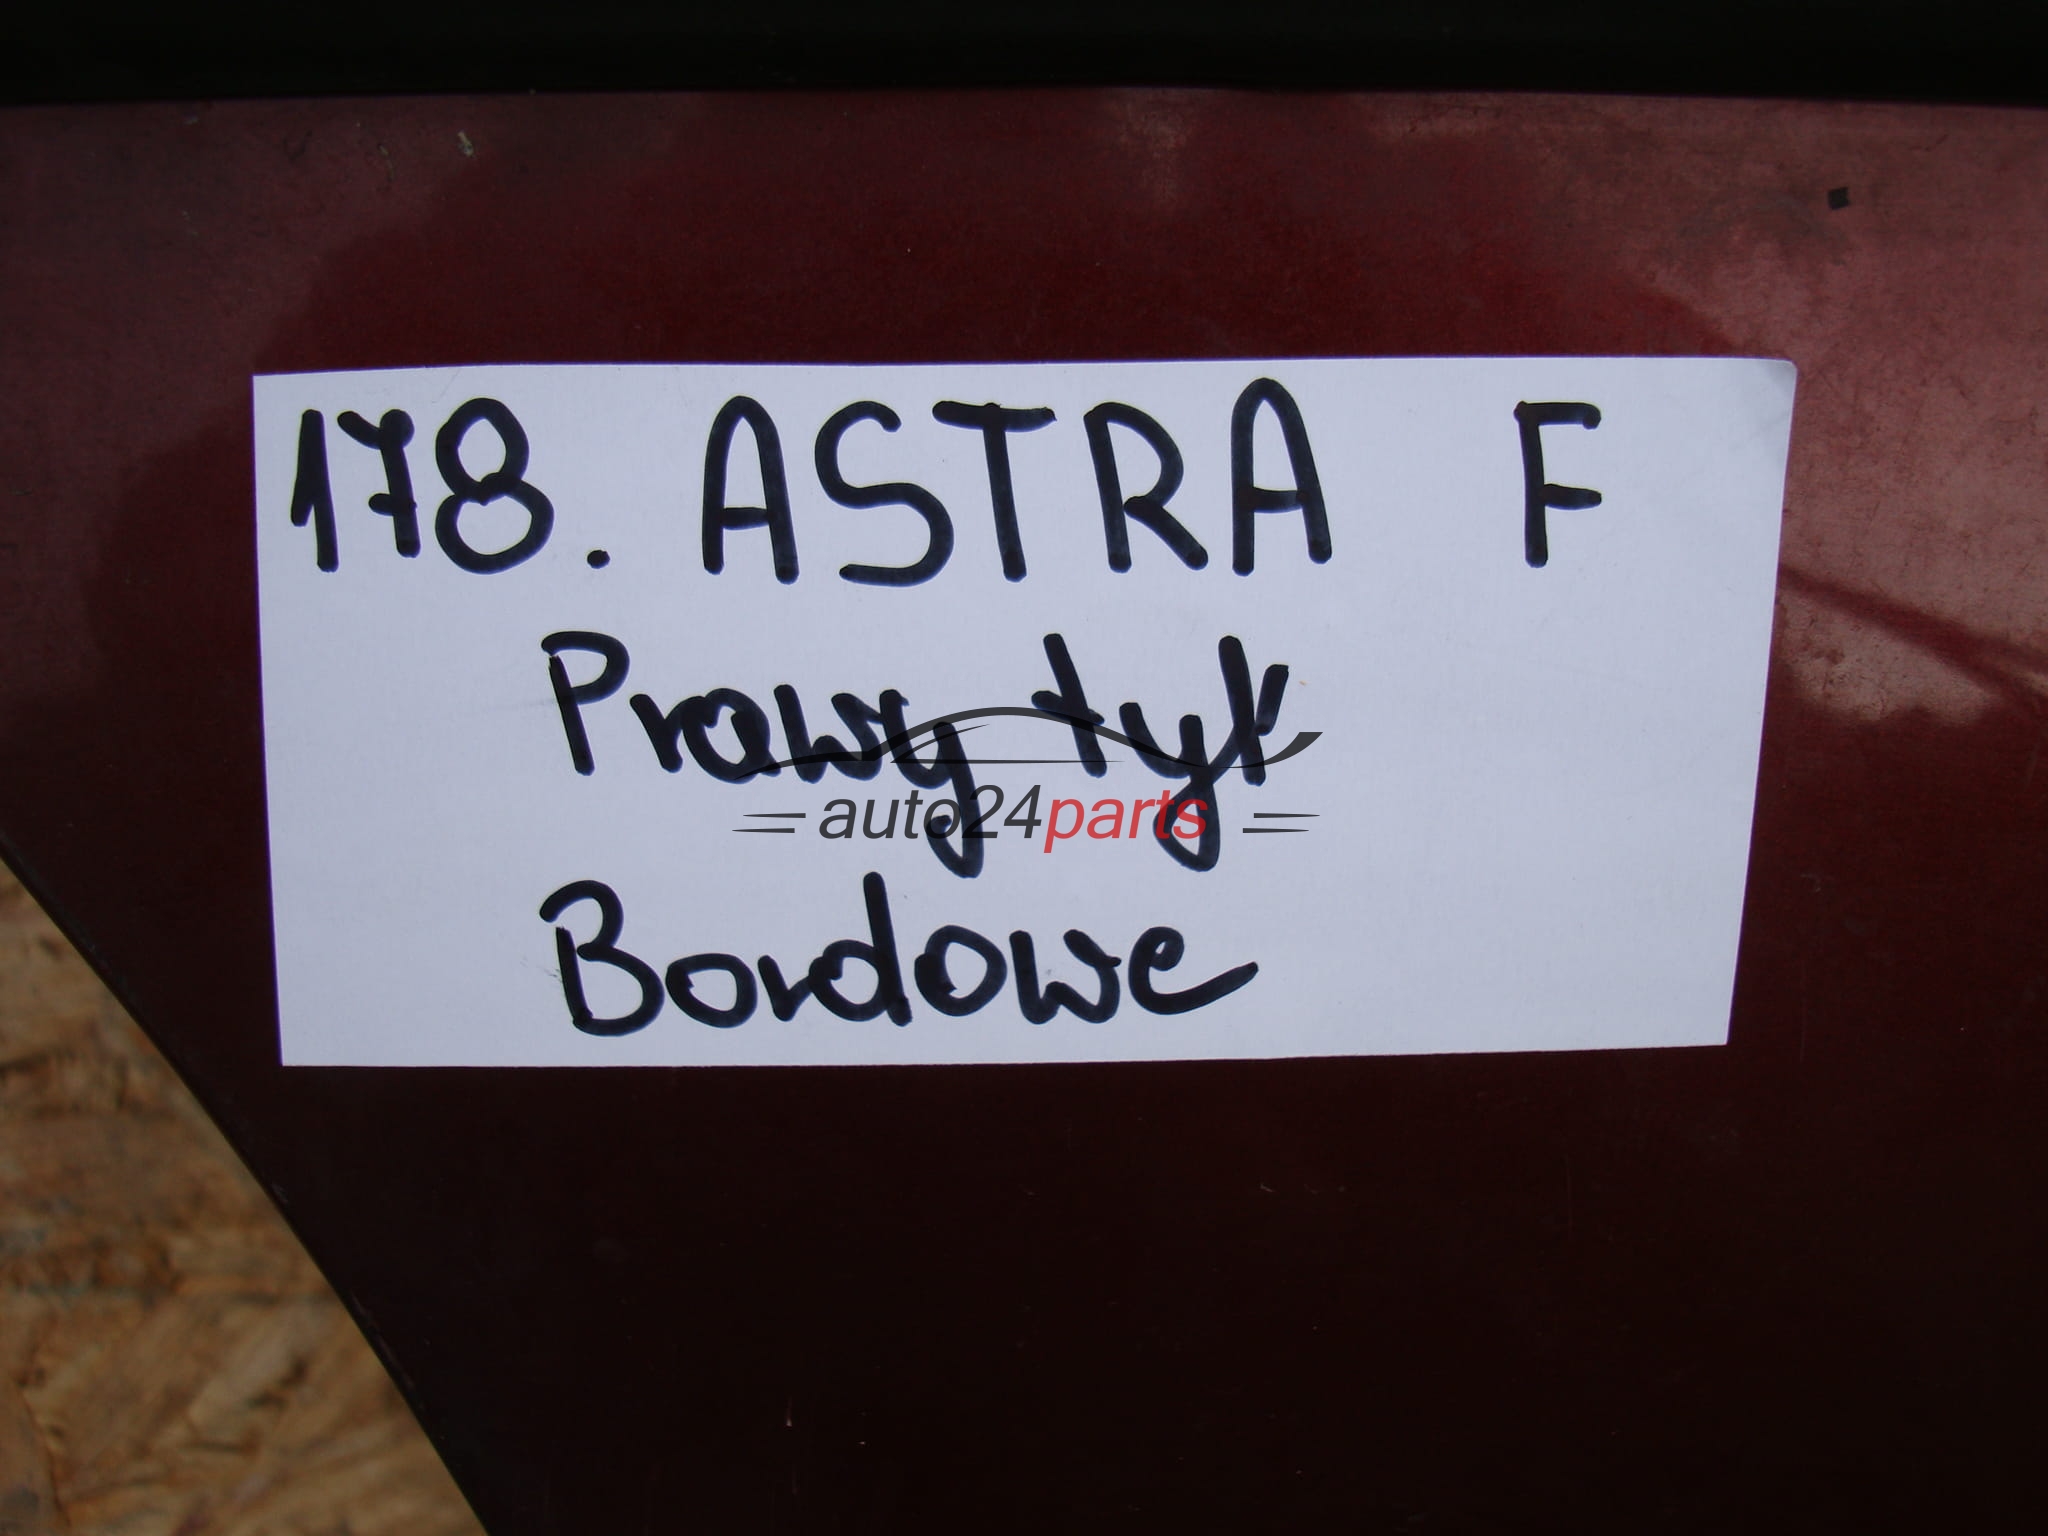 178. ASTRA F
Prawy tył
auto24parts
Bordowe